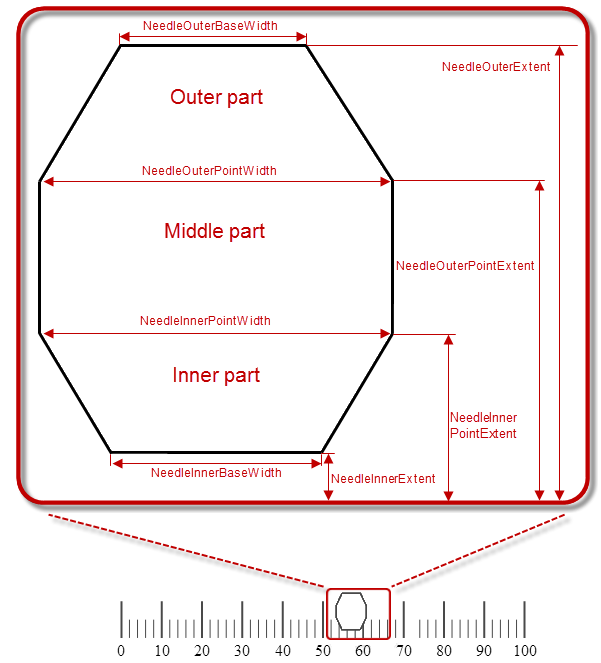 NeedleOuterBaseWidth
NeedleOuterExtent
Outer part
NeedleOuterPointWidth
Middle part
NeedleOuterPointExtent
NeedleInnerPointWidth
Inner part
NeedleInner
PointExtent
NeedleInnerBaseWidth
NeedleInnerExtent
0 10 20 30 40 50 60 70 80 90 100